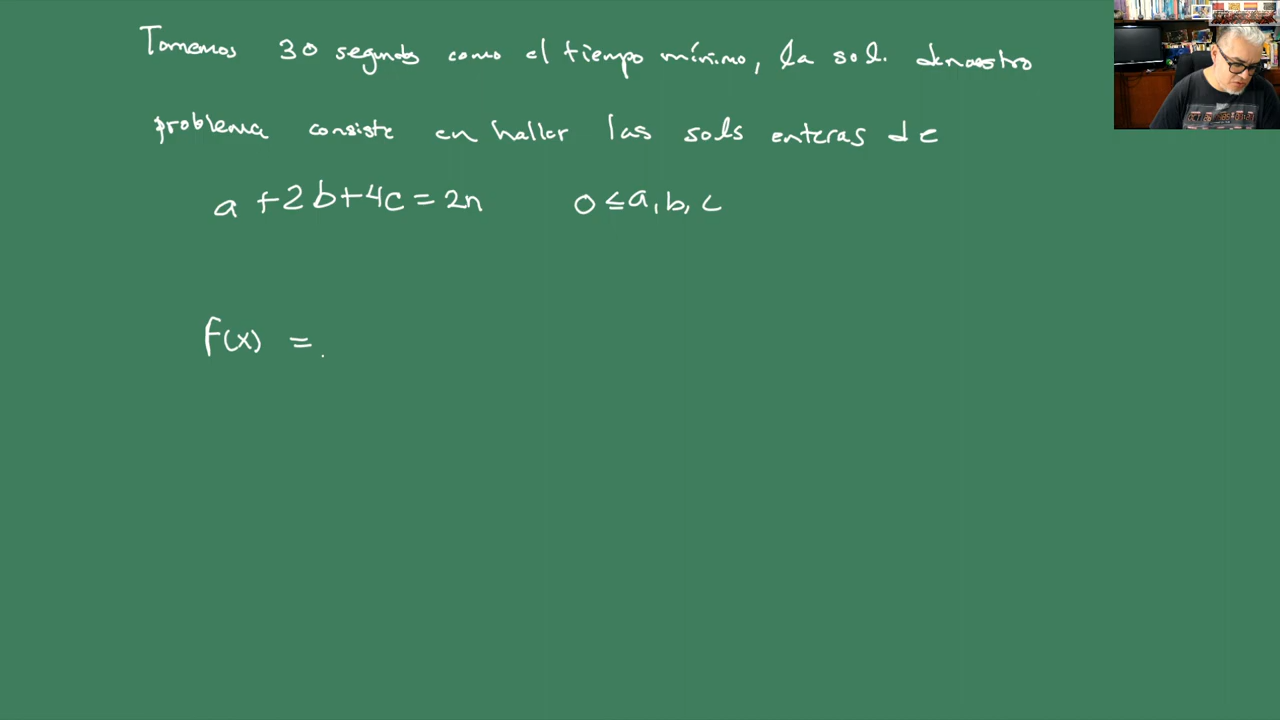 Tomemos 30 segundos como el tiempo mínimo, la sol. de nuestro
problema consiste en hallar las sols enteras de
a + 2b + 4c = 2n 0 ≤ a, b, c
f(x) =